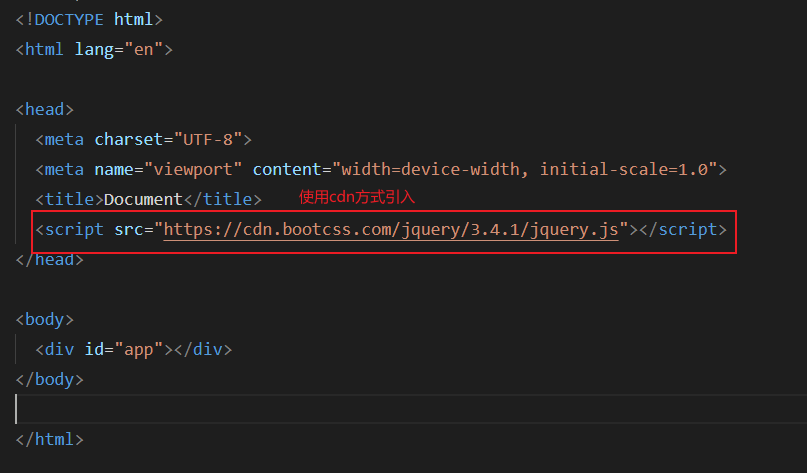 <!DOCTYPE html>
<html lang="en">
<head>
<meta charset="UTF-8">
<meta name="viewport" content="width=device-width, initial-scale=1.0">
<title>Document</title>
使用cdn方式引入
<script src="https://cdn.bootcss.com/jquery/3.4.1/jquery.js"></script>
</head>
<body>
<div id="app"></div>
</body>
</html>